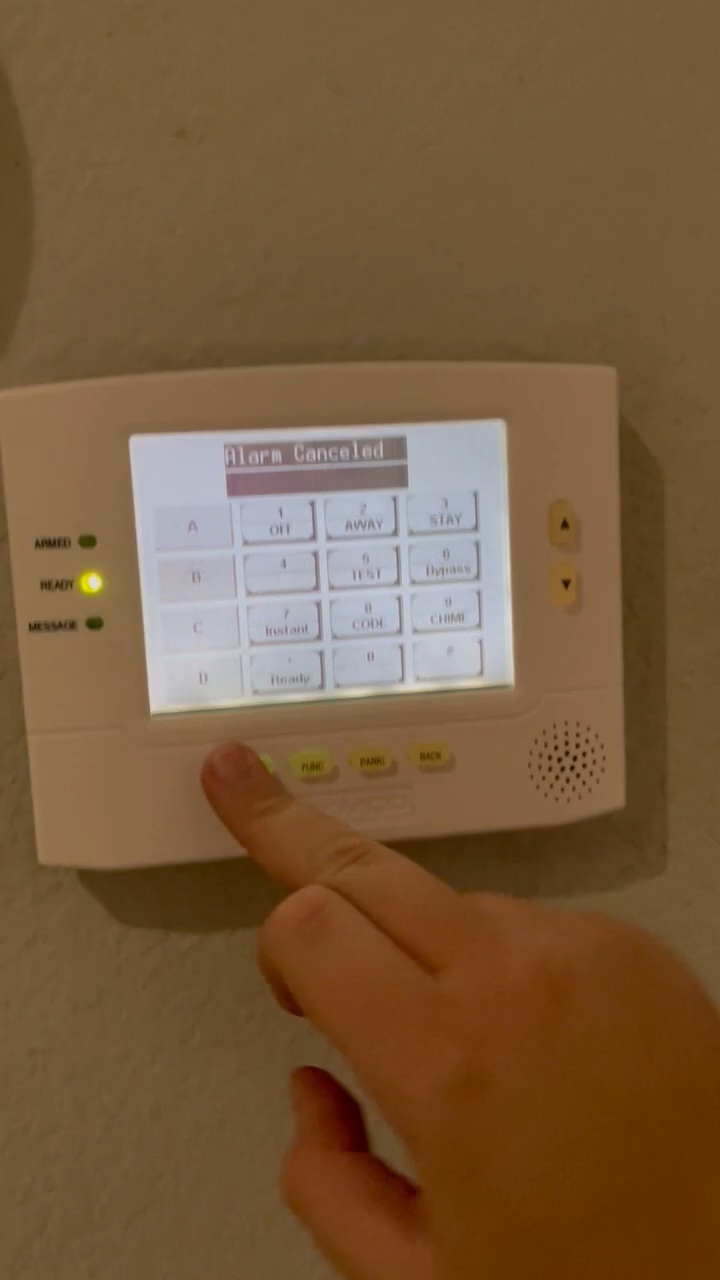 Alarm Canceled
A
1
OFF
2
AWAY
3
STAY
B
4
5
TEST
6
Bypass
C
7
Instant
8
CODE
9
CHIME
D
*
Ready
0
#
ARMED
READY
MESSAGE
FUNC
PANIC
BACK